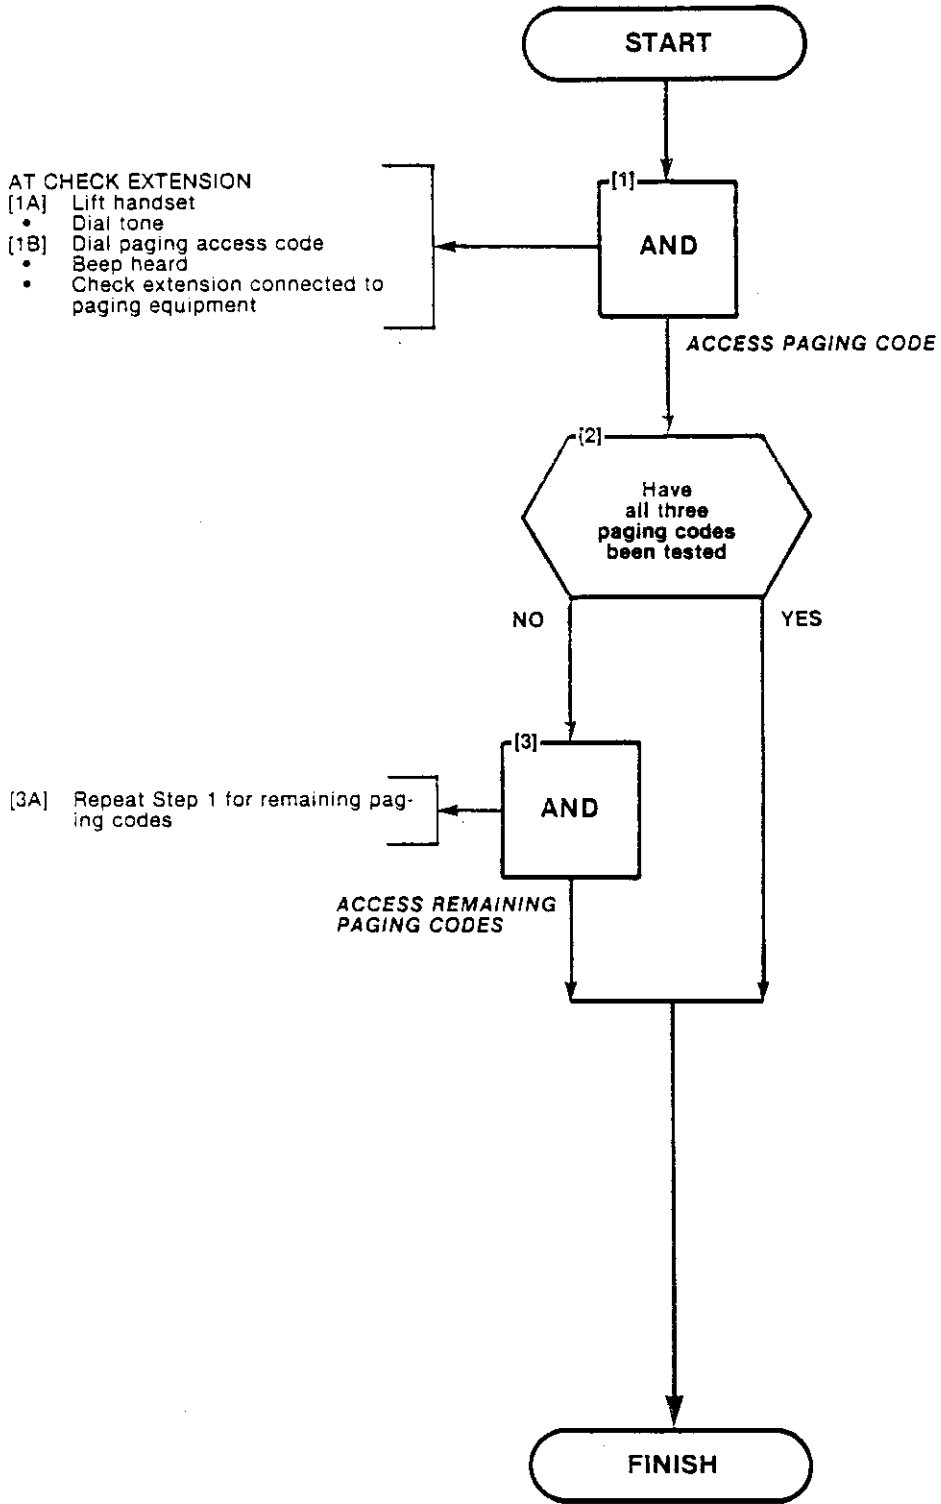 START
[1]
AND
AT CHECK EXTENSION
[1A] Lift handset
• Dial tone
[1B] Dial paging access code
• Beep heard
• Check extension connected to
paging equipment
ACCESS PAGING CODE
[2]
Have
all three
paging codes
been tested
NO
YES
[3]
AND
[3A] Repeat Step 1 for remaining pag-
ing codes
ACCESS REMAINING
PAGING CODES
FINISH